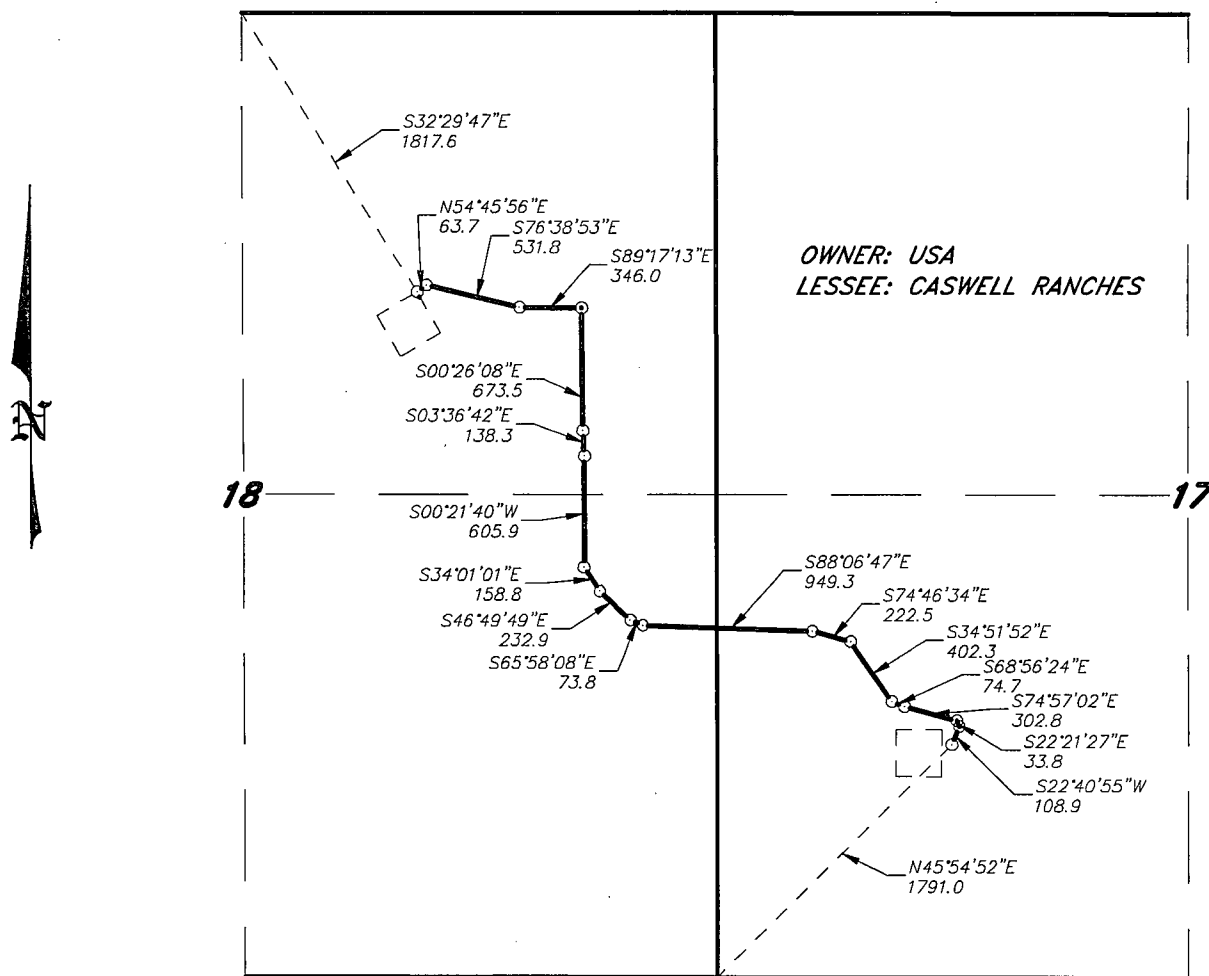 S32°29'47"E
1817.6
N54°45'56"E
63.7
S76°38'53"E
531.8
S89°17'13"E
346.0
OWNER: USA
LESSEE: CASWELL RANCHES
S00°26'08"E
673.5
S03°36'42"E
138.3
N
18
17
S00°21'40"W
605.9
S34°01'01"E
158.8
S46°49'49"E
232.9
S65°58'08"E
73.8
S88°06'47"E
949.3
S74°46'34"E
222.5
S34°51'52"E
402.3
S68°56'24"E
74.7
S74°57'02"E
302.8
S22°21'27"E
33.8
S22°40'55"W
108.9
N45°54'52"E
1791.0